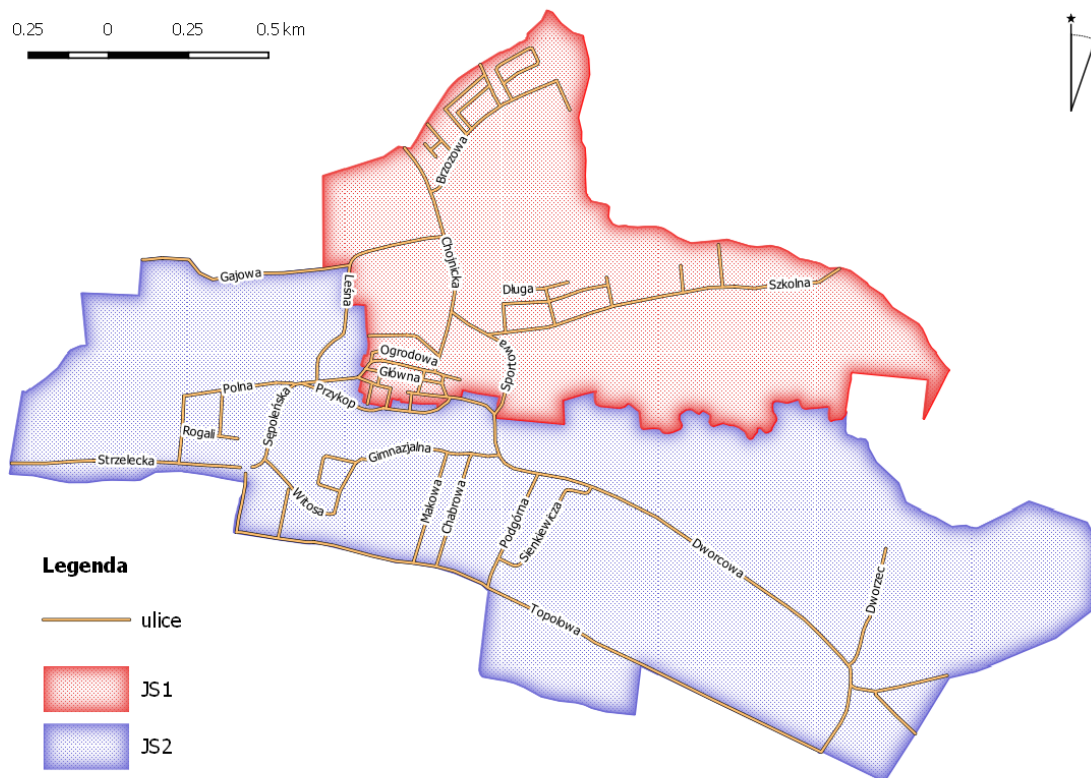 0.25 0 0.25 0.5 km
Brzozowa
Chojnicka
Gajowa
Leśna
Długa
Szkolna
Sportowa
Ogrodowa
Główna
Polna
Przykop
Sępoleńska
Rogali
Strzelecka
Gimnazjalna
Witosa
Makowa
Chabrowa
Podgórna
Sienkiewicza
Dworcowa
Dworzec
Topolowa
Legenda
ulice
JS1
JS2